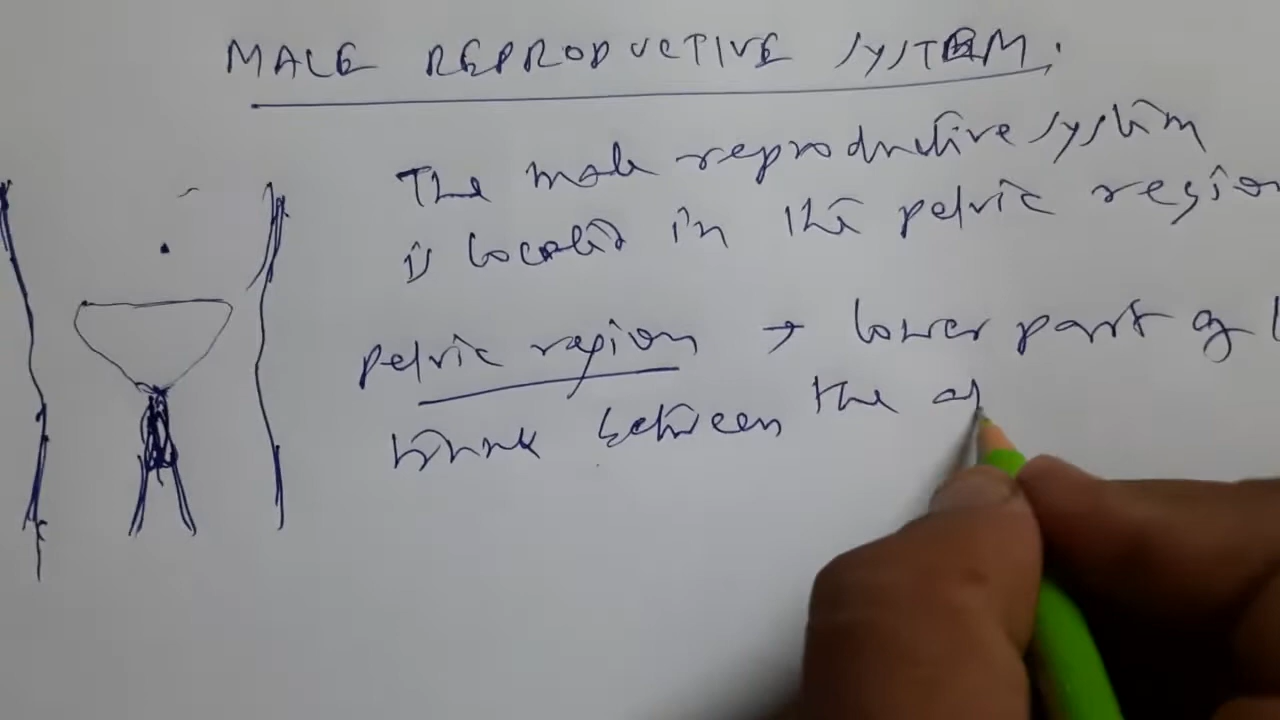 MALE REPRODUCTIVE SYSTEM.
The male reproductive system
is located in the pelvic region
pelvic region → lower part of
trunk between the